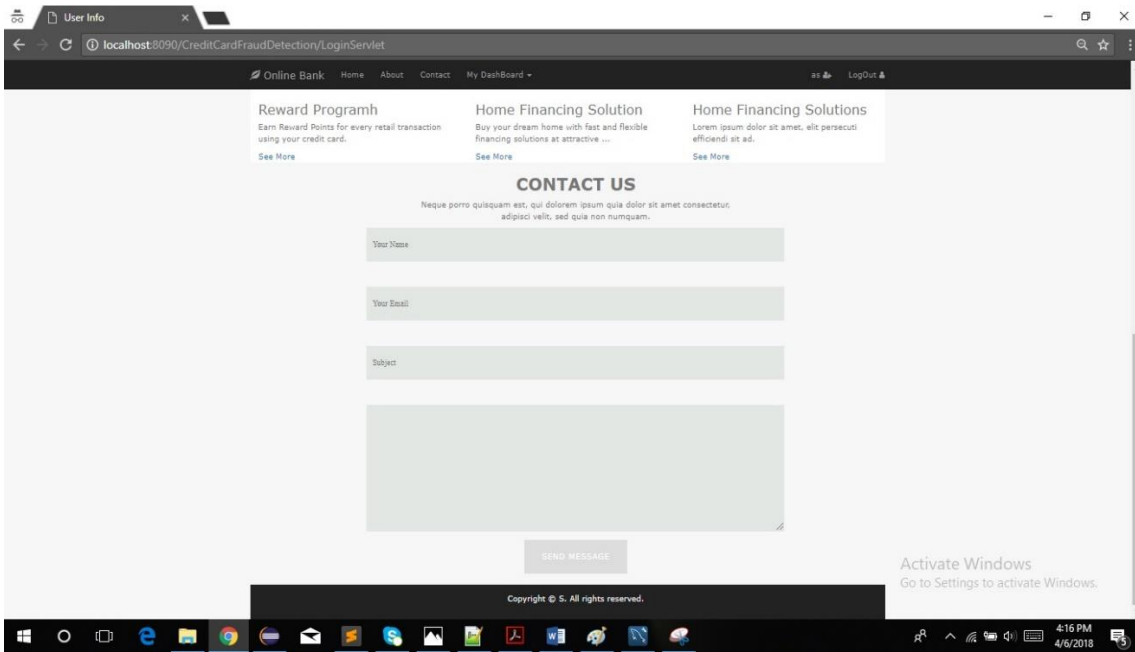 User Info
localhost:8090/CreditCardFraudDetection/LoginServlet
Online Bank Home About Contact My DashBoard as LogOut
Reward Programh
Earn Reward Points for every retail transaction
using your credit card.
See More
Home Financing Solution
Buy your dream home with fast and flexible
financing solutions at attractive ...
See More
Home Financing Solutions
Lorem ipsum dolor sit amet, elit persecuti
efficiendi sit ad.
See More
CONTACT US
Neque porro quisquam est, qui dolorem ipsum quia dolor sit amet consectetur,
adipisci velit, sed quia non numquam.
Your Name
Your Email
Subject
SEND MESSAGE
Activate Windows
Go to Settings to activate Windows.
Copyright © S. All rights reserved.
4:16 PM
4/6/2018
5